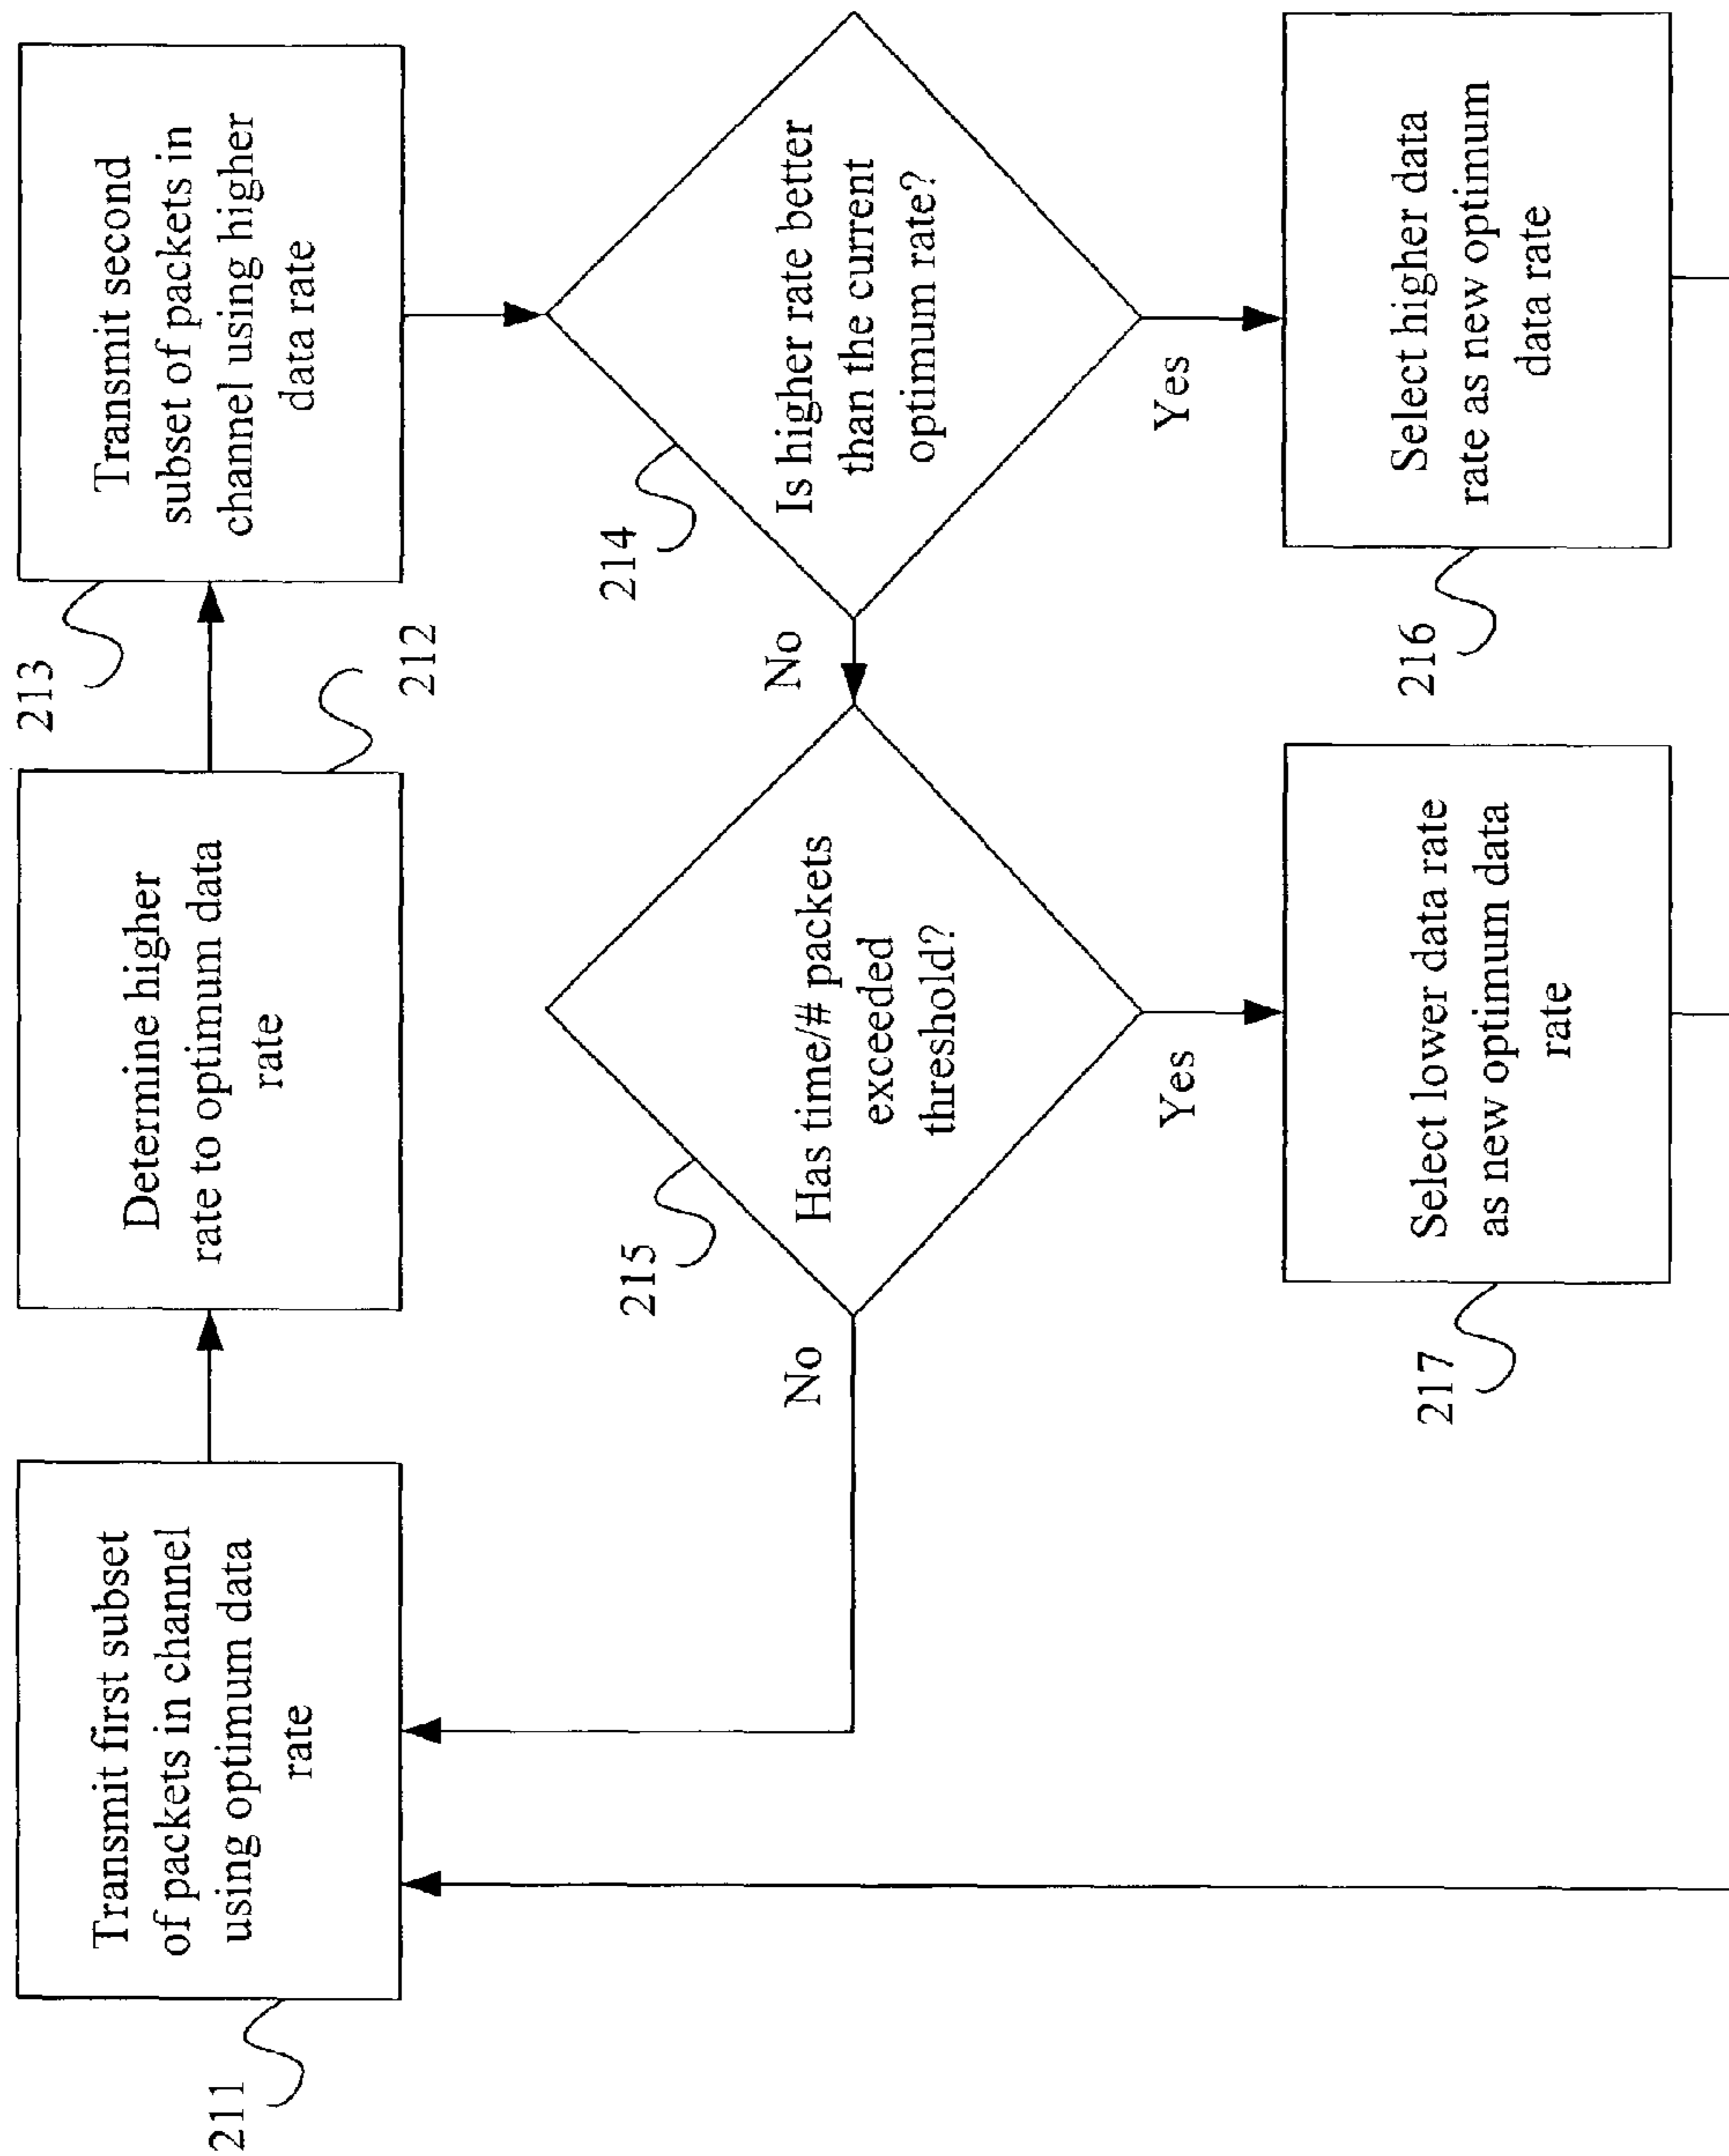 211
Transmit first subset
of packets in channel
using optimum data
rate
Determine higher
rate to optimum data
rate
212
213
Transmit second
subset of packets in
channel using higher
data rate
214
Is higher rate better
than the current
optimum rate?
No
Yes
215
Has time/# packets
exceeded
threshold?
No
Yes
216
Select higher data
rate as new optimum
data rate
217
Select lower data rate
as new optimum data
rate